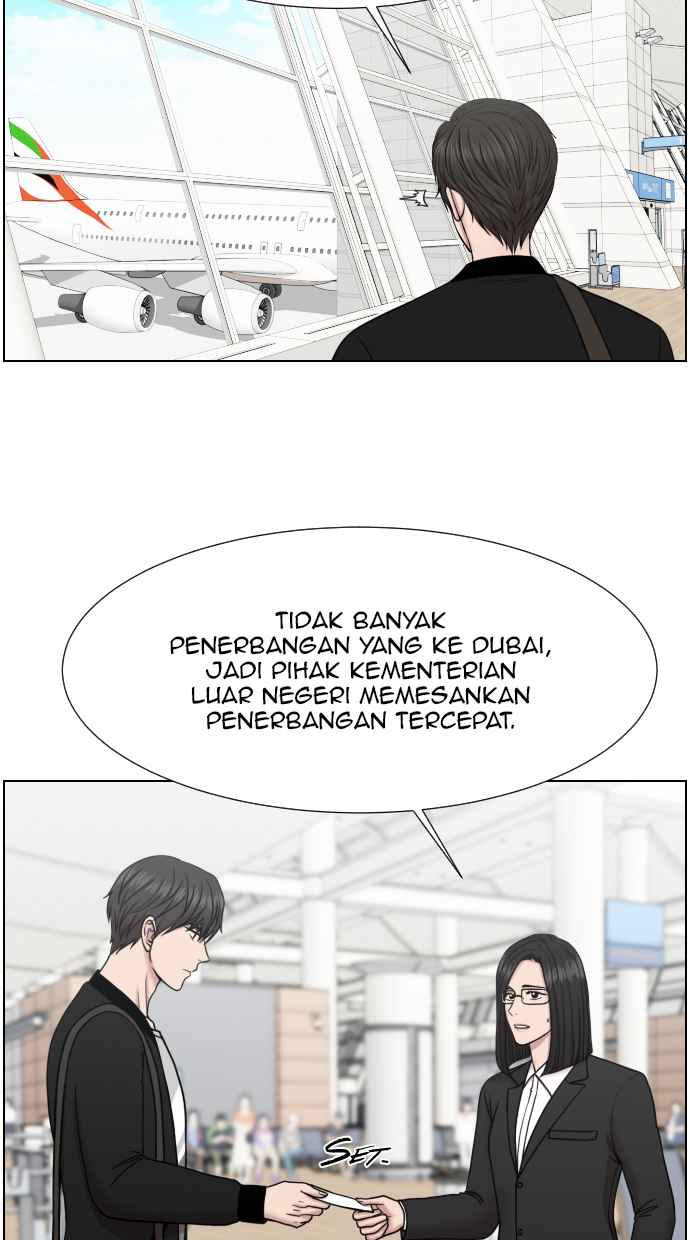 TIDAK BANYAK
PENERBANGAN YANG KE DUBAI,
JADI PIHAK KEMENTERIAN
LUAR NEGERI MEMESANKAN
PENERBANGAN TERCEPAT.
SET.